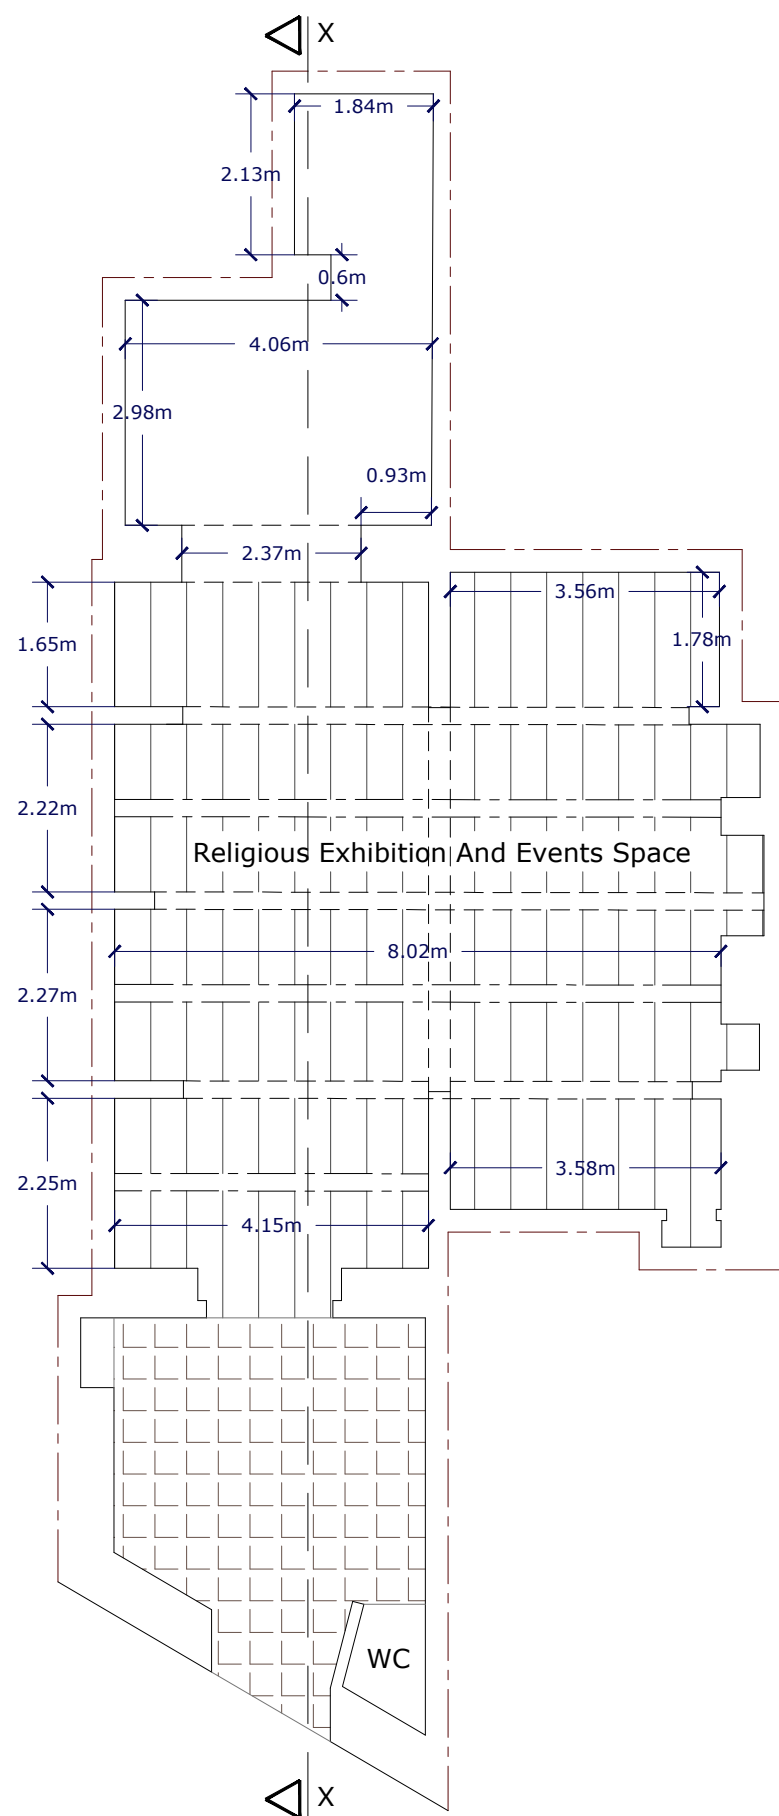 X
1.84m
2.13m
0.6m
4.06m
2.98m
0.93m
2.37m
3.56m
1.65m
1.78m
2.22m
Religious Exhibition And Events Space
8.02m
2.27m
3.58m
2.25m
4.15m
WC
X